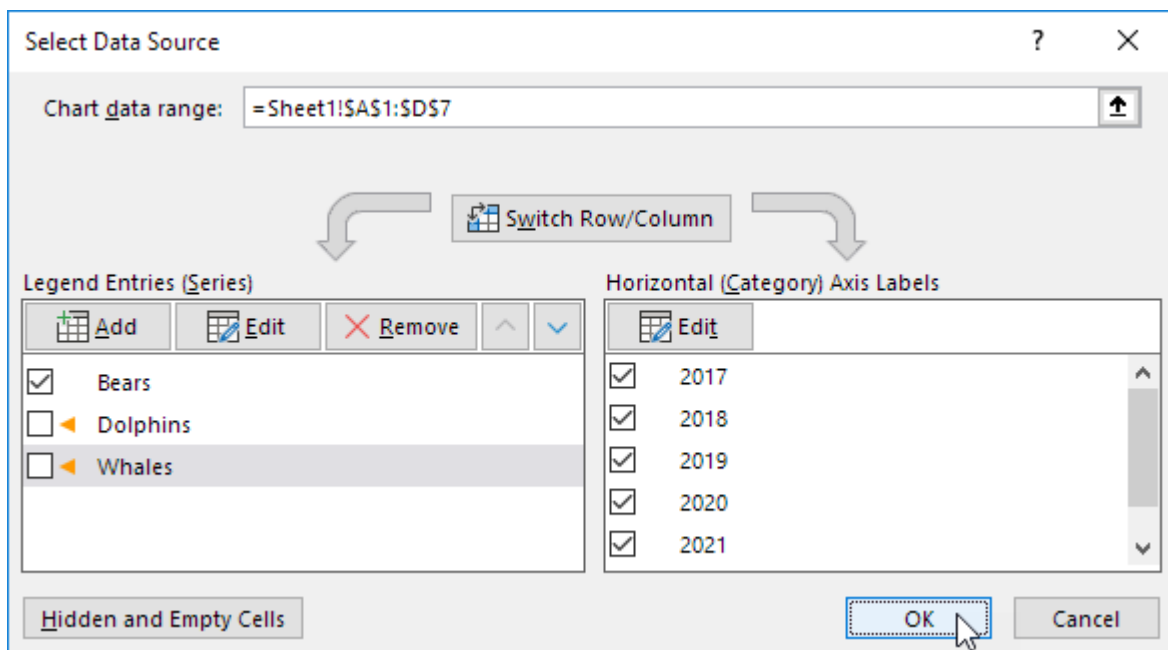 Select Data Source ?
Chart data range: =Sheet1!$A$1:$D$7
Switch Row/Column
Legend Entries (Series)
Add Edit Remove
Bears
Dolphins
Whales
Horizontal (Category) Axis Labels
Edit
2017
2018
2019
2020
2021
Hidden and Empty Cells
OK Cancel